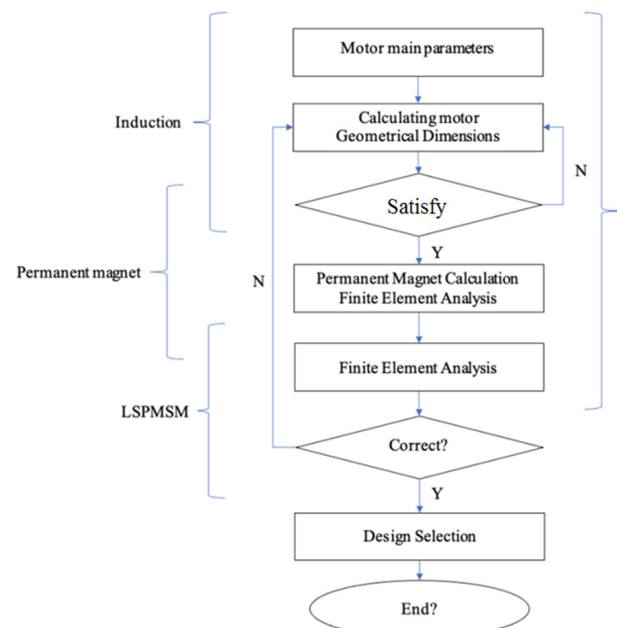 Motor main parameters
Induction
Calculating motor
Geometrical Dimensions
N
Satisfy
Y
Permanent magnet
N
Permanent Magnet Calculation
Finite Element Analysis
Finite Element Analysis
LSPMSM
Correct?
Y
Design Selection
End?